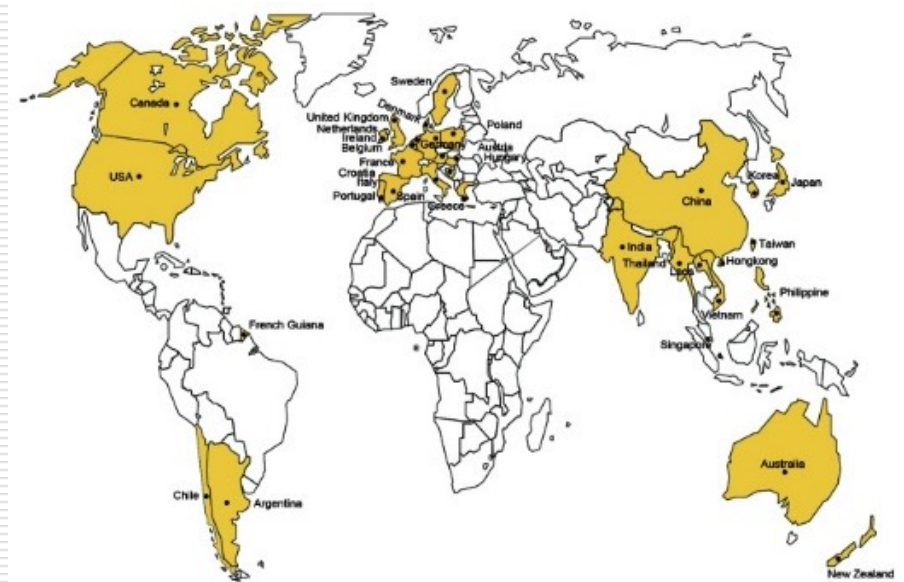 Sweden
Denmark
United Kingdom
Netherlands
Ireland
Belgium
Poland
Germany
Austria
Hungary
France
Croatia
Italy
Portugal
Spain
Greece
Canada
USA
French Guiana
Chile
Argentina
Korea
Japan
China
India
Taiwan
Thailand
Laos
Hongkong
Philippine
Vietnam
Singapore
Australia
New Zealand